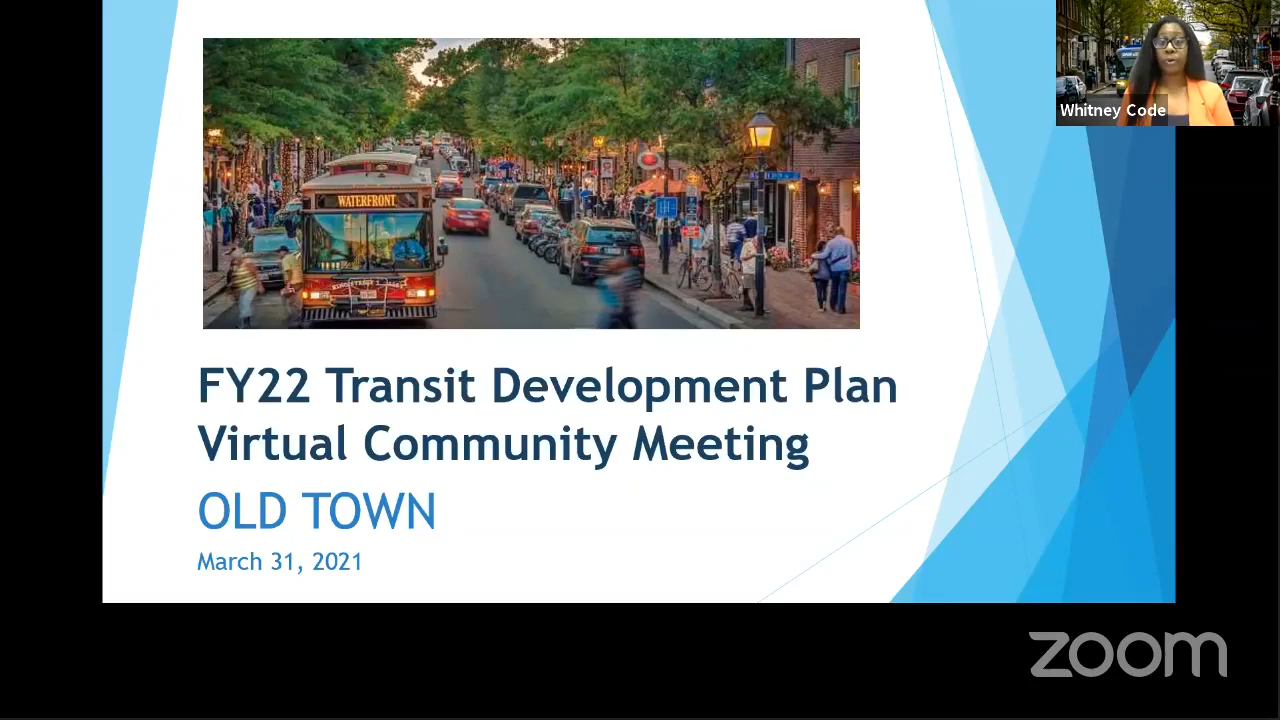 WATERFRONT
Whitney Code
FY22 Transit Development Plan
Virtual Community Meeting
OLD TOWN
March 31, 2021
zoom